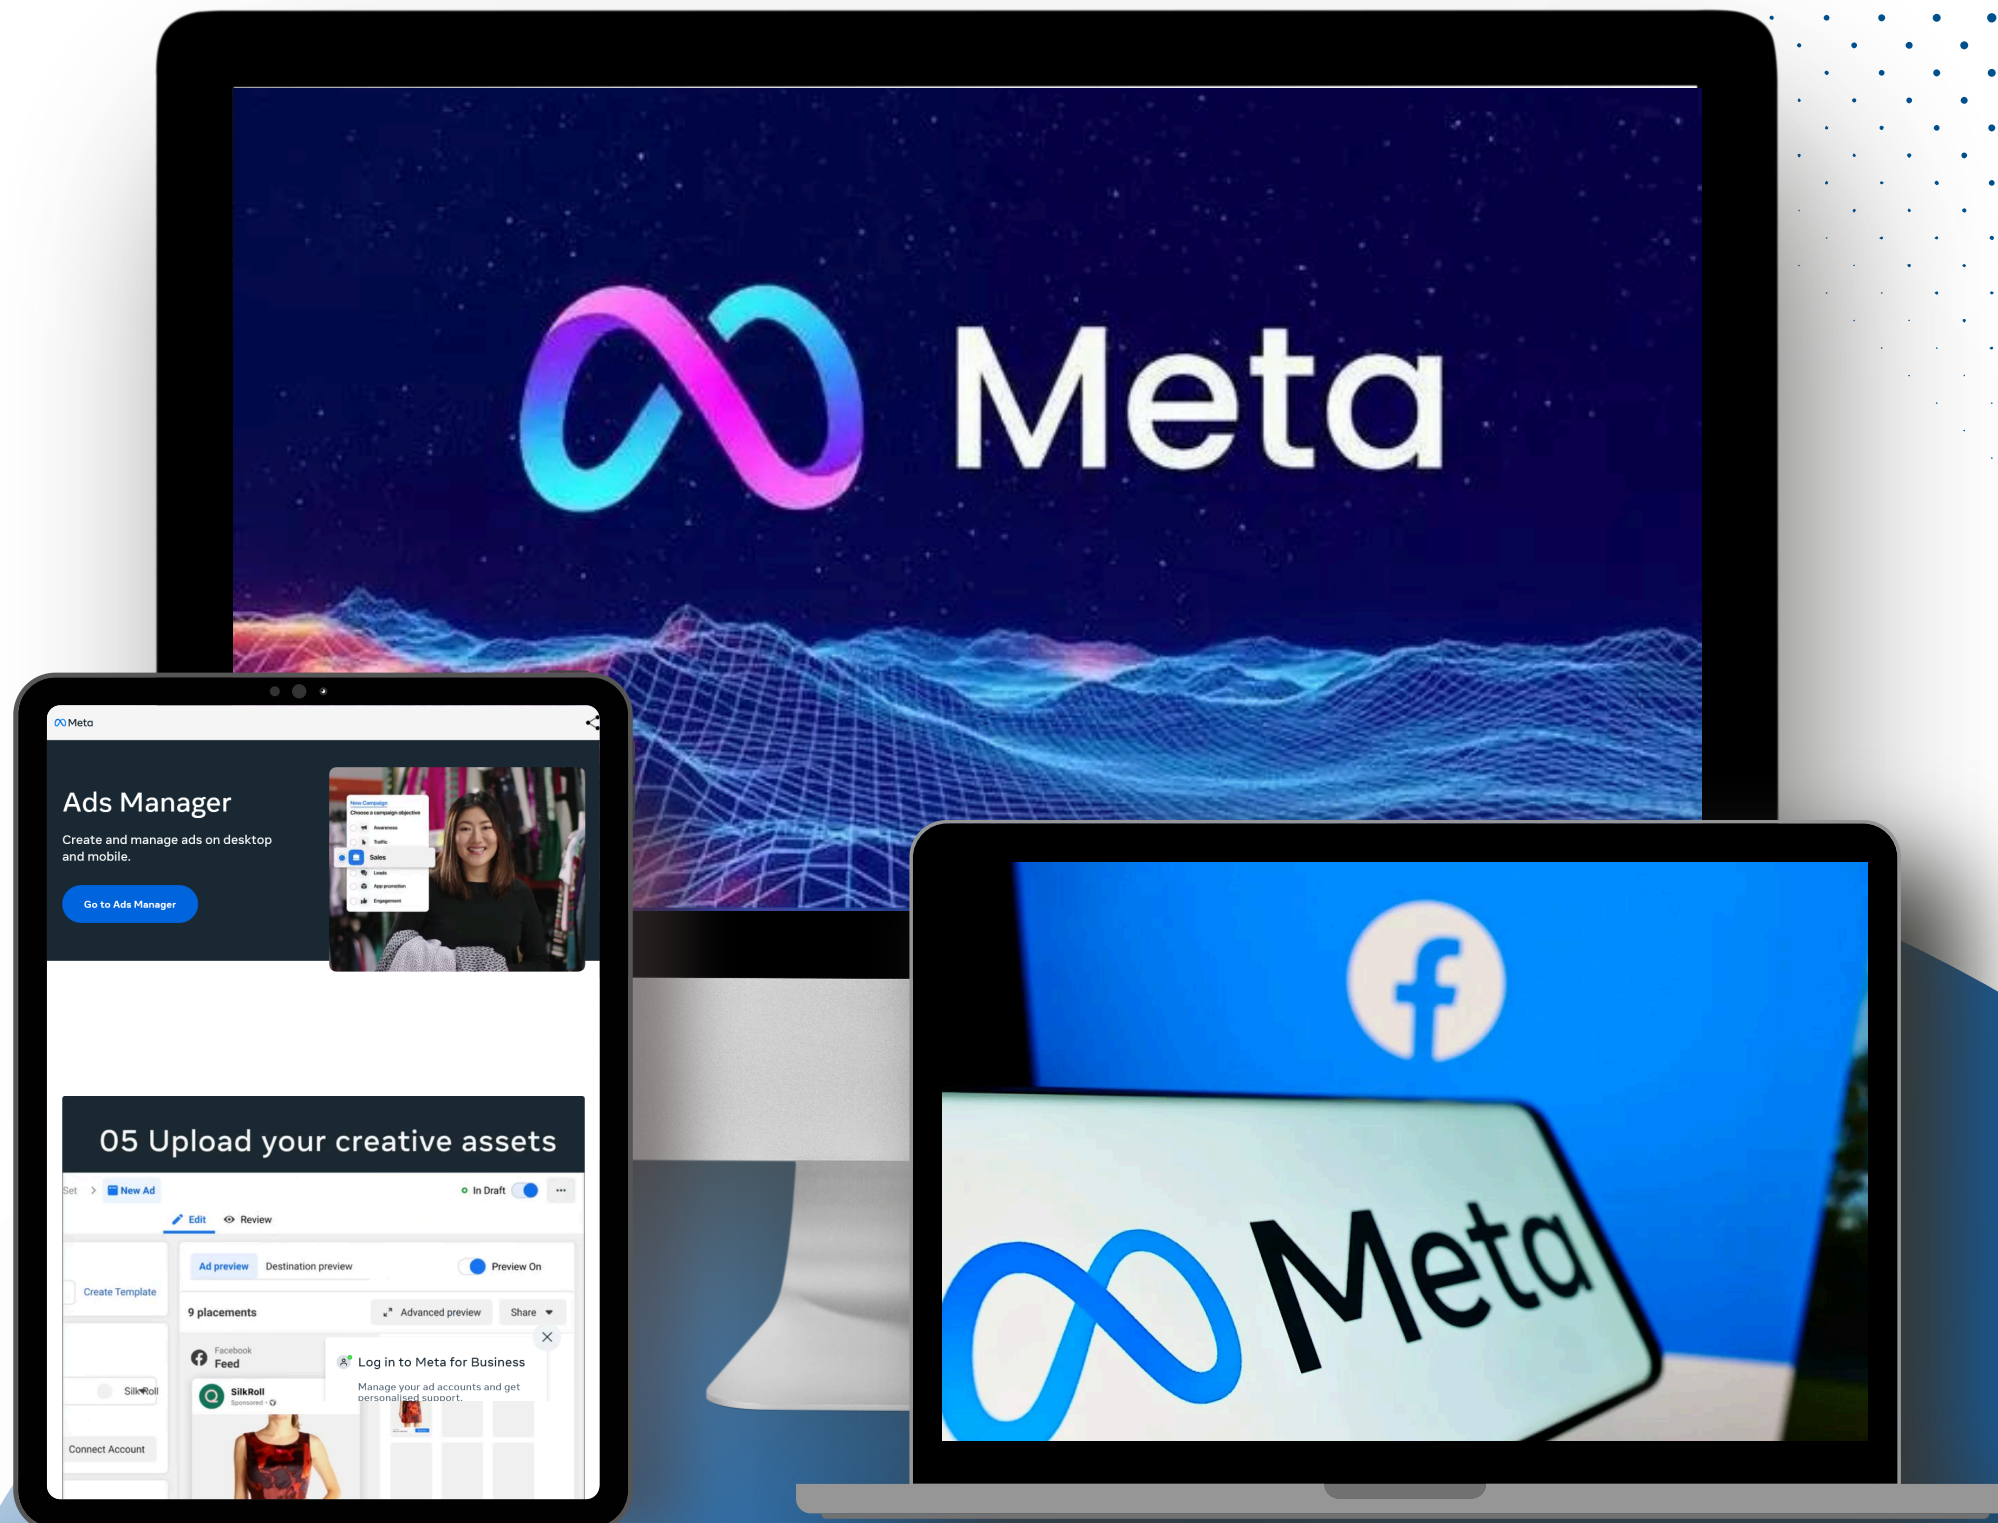 Meta
Meta
Ads Manager
Create and manage ads on desktop
and mobile.
Go to Ads Manager
New Campaign
Choose a campaign objective
Awareness
Traffic
Sales
Leads
App promotion
Engagement
05 Upload your creative assets
Set > New Ad
In Draft
Edit
Review
Ad preview
Destination preview
Preview On
Create Template
9 placements
Advanced preview
Share
Facebook
Feed
Log in to Meta for Business
Manage your ad accounts and get
personalised support.
SilkRoll
SilkRoll
Sponsored
Connect Account
f
Meta